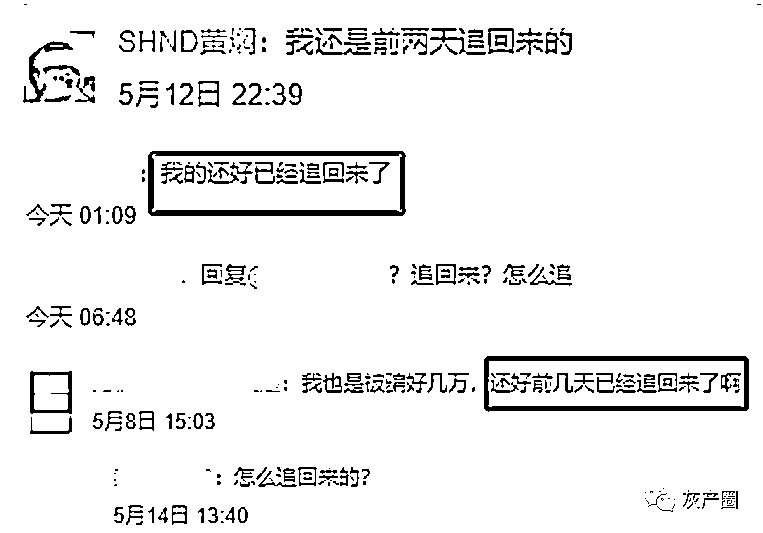 SHND黄焖：我还是前两天追回来的
5月12日 22:39
：我的还好已经追回来了
今天 01:09
回复@ ？追回来？怎么追
今天 06:48
：我也是被骗好几万，还好前几天已经追回来了啊
5月8日 15:03
：怎么追回来的？
5月14日 13:40
灰产圈